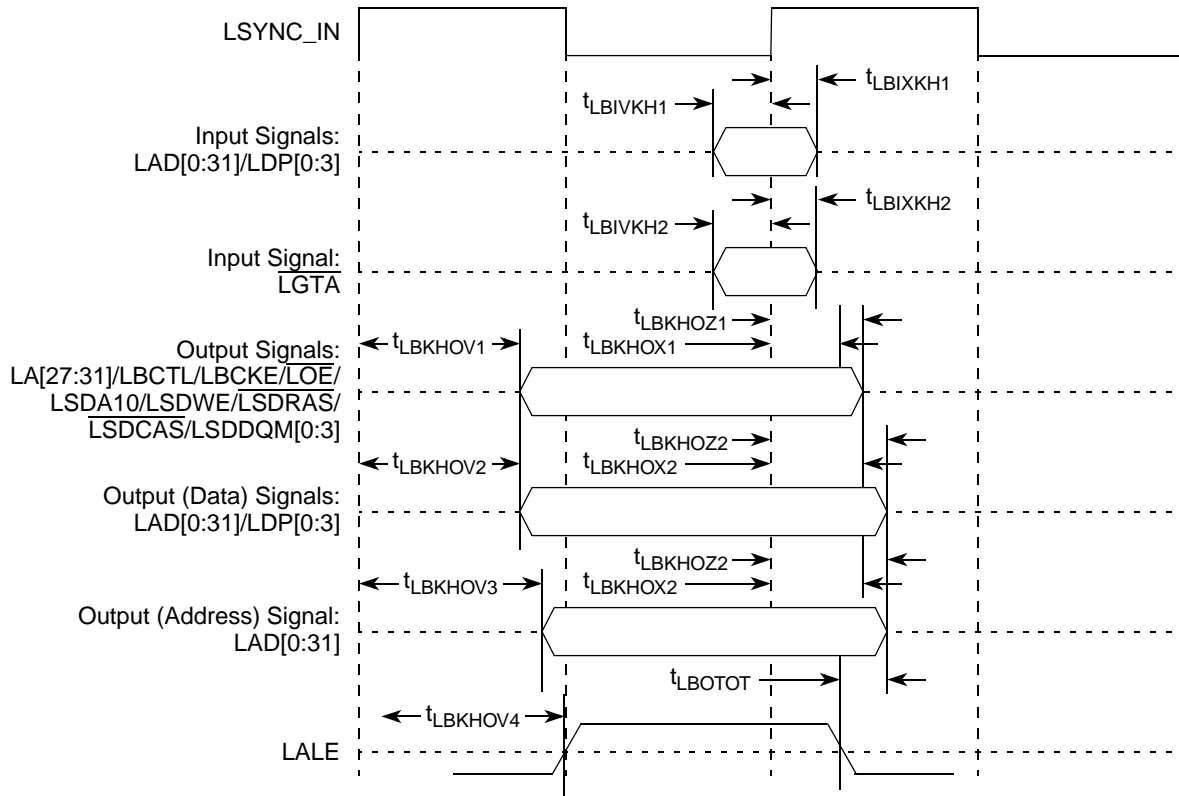 LSYNC_IN
tLBIXKH1
tLBIVKH1
Input Signals:
LAD[0:31]/LDP[0:3]
tLBIXKH2
tLBIVKH2
Input Signal:
LGTA
tLBKHOZ1
tLBKHOV1
tLBKHOX1
Output Signals:
LA[27:31]/LBCTL/LBCKE/LOE/
LSDA10/LSDWE/LSDRAS/
LSDCAS/LSDDQM[0:3]
tLBKHOZ2
tLBKHOV2
tLBKHOX2
Output (Data) Signals:
LAD[0:31]/LDP[0:3]
tLBKHOZ2
tLBKHOV3
tLBKHOX2
Output (Address) Signal:
LAD[0:31]
tLBOTOT
tLBKHOV4
LALE